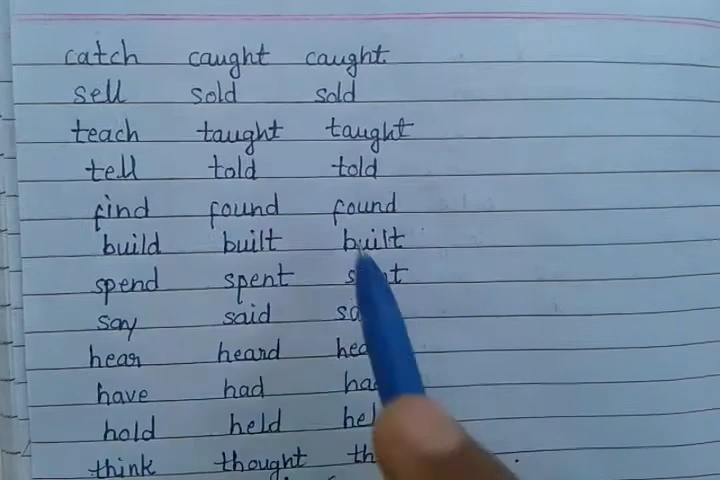 catch caught caught.
sell sold sold
teach taught taught
tell told told
find found found
build built built
spend spent
say said
hear heard
have had
hold held
think thought